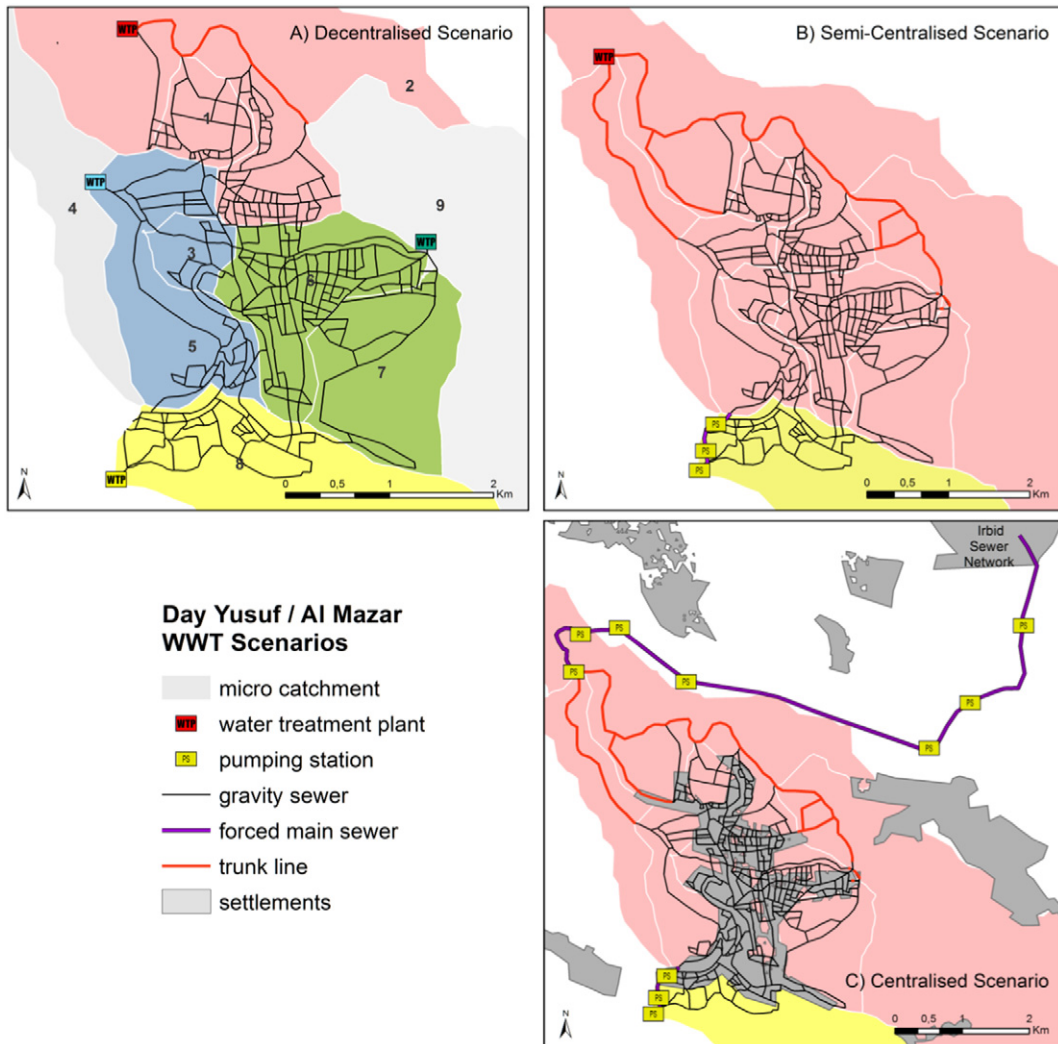 A) Decentralised Scenario
WTP
2
1
WTP
4
9
WTP
3
6
5
7
8
WTP
N
0 0,5 1 2
Km
B) Semi-Centralised Scenario
WTP
PS
PS
PS
N
0 0,5 1 2
Km
Day Yusuf / Al Mazar
WWT Scenarios
micro catchment
WTP water treatment plant
PS pumping station
gravity sewer
forced main sewer
trunk line
settlements
Irbid
Sewer
Network
PS
PS
PS
PS
PS
PS
PS
PS
PS
PS
C) Centralised Scenario
N
0 0,5 1 2
Km